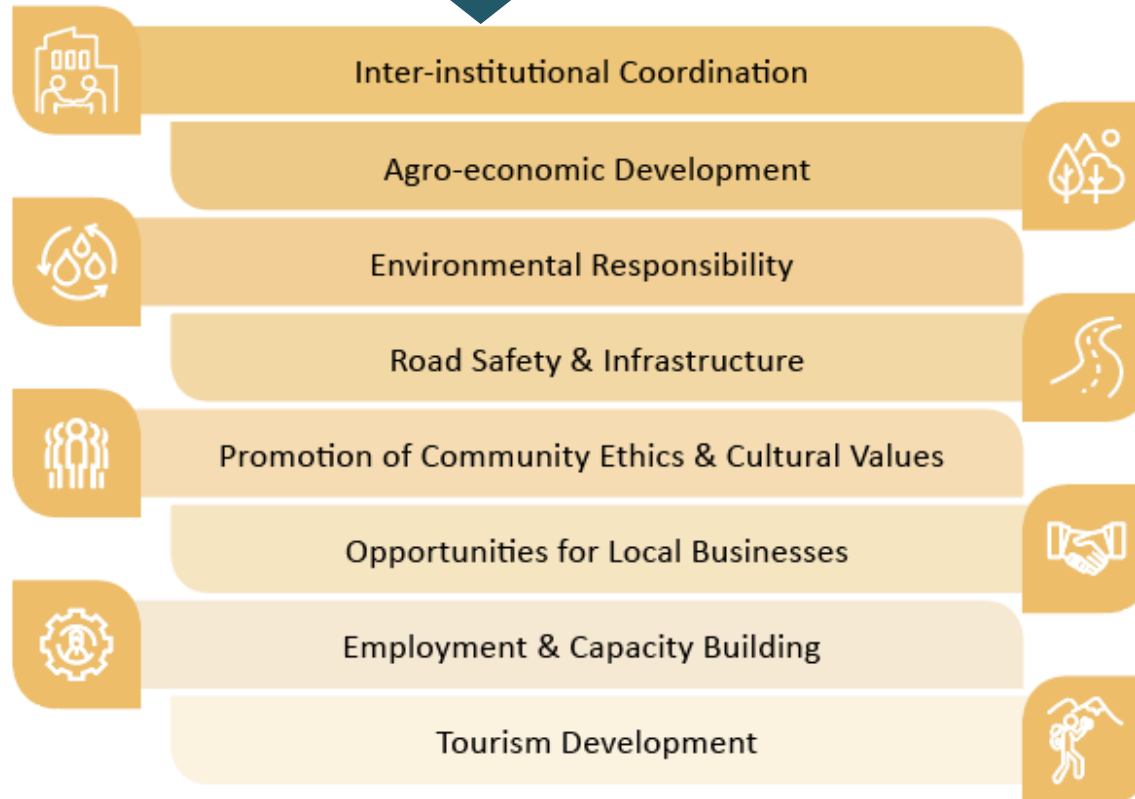 Inter-institutional Coordination
Agro-economic Development
Environmental Responsibility
Road Safety & Infrastructure
Promotion of Community Ethics & Cultural Values
Opportunities for Local Businesses
Employment & Capacity Building
Tourism Development